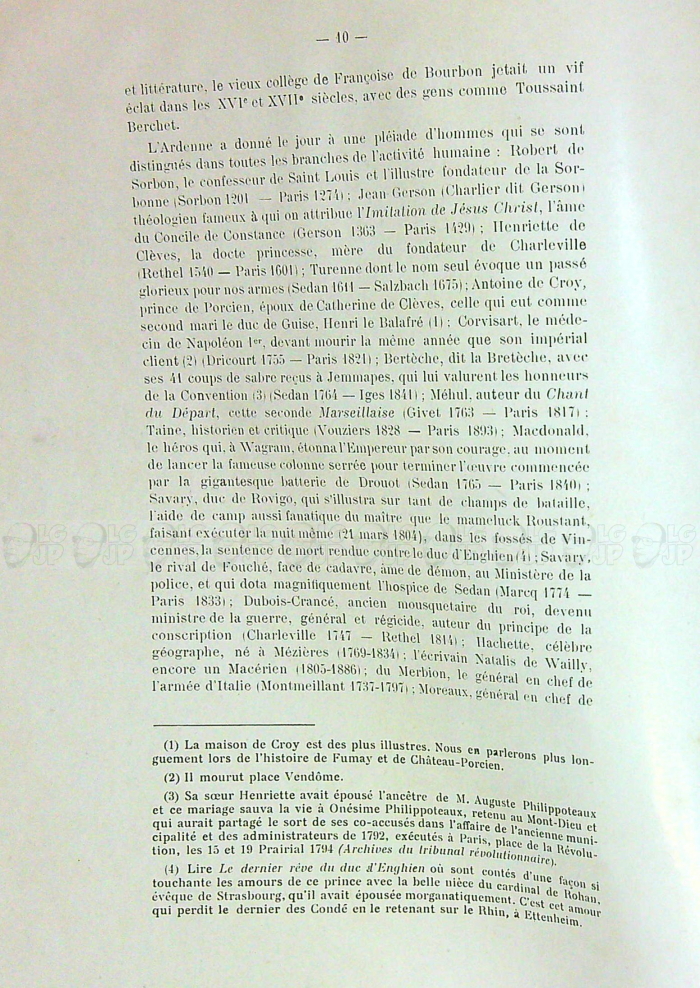 — 10 —
et littérature, le vieux collège de Françoise de Bourbon jetait un vif
éclat dans les XVIe et XVIIe siècles, avec des gens comme Toussaint
Berchet.
L'Ardenne a donné le jour à une pléiade d'hommes qui se sont
distingués dans toutes les branches de l'activité humaine : Robert de
Sorbon, le confesseur de Saint Louis et l'illustre fondateur de la Sor-
bonne (Sorbon 1201 — Paris 1274) ; Jean Gerson (Charlier dit Gerson)
théologien fameux à qui on attribue l'Imitation de Jésus Christ, l'âme
du Concile de Constance (Gerson 1363 — Paris 1429) ; Henriette de
Clèves, la docte princesse, mère du fondateur de Charleville
(Rethel 1540 — Paris 1601) ; Turenne dont le nom seul évoque un passé
glorieux pour nos armes (Sedan 1611 — Salzbach 1675) ; Antoine de Croy,
prince de Porcien, époux de Catherine de Clèves, celle qui eut comme
second mari le duc de Guise, Henri le Balafré (1) ; Corvisart, le méde-
cin de Napoléon 1er, devant mourir la même année que son impérial
client (2) (Dricourt 1755 — Paris 1821) ; Bertèche, dit la Bretèche, avec
ses 41 coups de sabre reçus à Jemmapes, qui lui valurent les honneurs
de la Convention (3) (Sedan 1764 — Iges 1841) ; Méhul, auteur du Chant
du Départ, cette seconde Marseillaise (Givet 1763 — Paris 1817) ;
Taine, historien et critique (Vouziers 1828 — Paris 1893) ; Macdonald,
le héros qui, à Wagram, étonna l'Empereur par son courage, au moment
de lancer la fameuse colonne serrée pour terminer l'œuvre commencée
par la gigantesque batterie de Drouot (Sedan 1765 — Paris 1840) ;
Savary, duc de Rovigo, qui s'illustra sur tant de champs de bataille,
l'aide de camp aussi fanatique du maître que le mameluck Roustant,
faisant exécuter la nuit même (21 mars 1804), dans les fossés de Vin-
cennes, la sentence de mort rendue contre le duc d'Enghien (4) ; Savary,
le rival de Fouché, face de cadavre, âme de démon, au Ministère de la
police, et qui dota magnifiquement l'hospice de Sedan (Marcq 1774 —
Paris 1833) ; Dubois-Crancé, ancien mousquetaire du roi, devenu
ministre de la guerre, général et régicide, auteur du principe de la
conscription (Charleville 1747 — Rethel 1814) ; Hachette, célèbre
géographe, né à Mézières (1769-1834) ; l'écrivain Natalis de Wailly,
encore un Macérien (1805-1886) ; du Merbion, le général en chef de
l'armée d'Italie (Montmeillant 1737-1797) ; Moreaux, général en chef de
(1) La maison de Croy est des plus illustres. Nous en parlerons plus lon-
guement lors de l'histoire de Fumay et de Château-Porcien.
(2) Il mourut place Vendôme.
(3) Sa sœur Henriette avait épousé l'ancêtre de M. Auguste Philippoteaux
et ce mariage sauva la vie à Onésime Philippoteaux, retenu au Mont-Dieu et
qui aurait partagé le sort de ses co-accusés dans l'affaire de l'ancienne muni-
cipalité et des administrateurs de 1792, exécutés à Paris, place de la Révolu-
tion, les 15 et 19 Prairial 1794 (Archives du tribunal révolutionnaire).
(4) Lire Le dernier rêve du duc d'Enghien où sont contés d'une façon si
touchante les amours de ce prince avec la belle nièce du cardinal de Rohan,
évêque de Strasbourg, qu'il avait épousée morganatiquement. C'est cet amour
qui perdit le dernier des Condé en le retenant sur le Rhin, à Ettenheim.